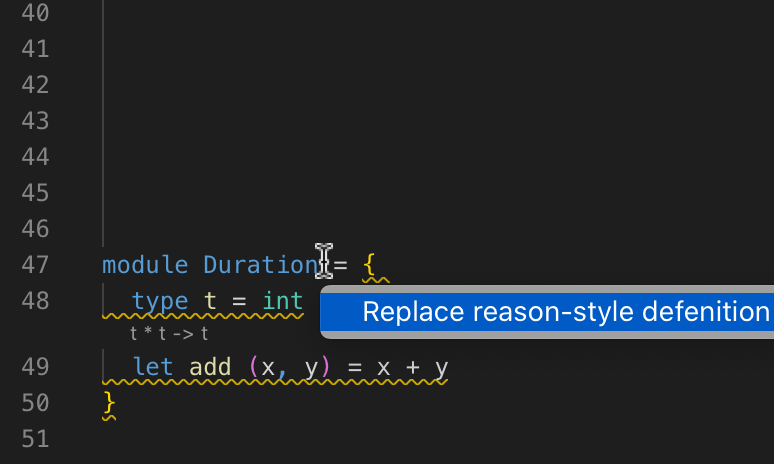 40
41
42
43
44
45
46
47 module Duration = {
48 type t = int
Replace reason-style defenition
t * t -> t
49 let add (x, y) = x + y
50 }
51